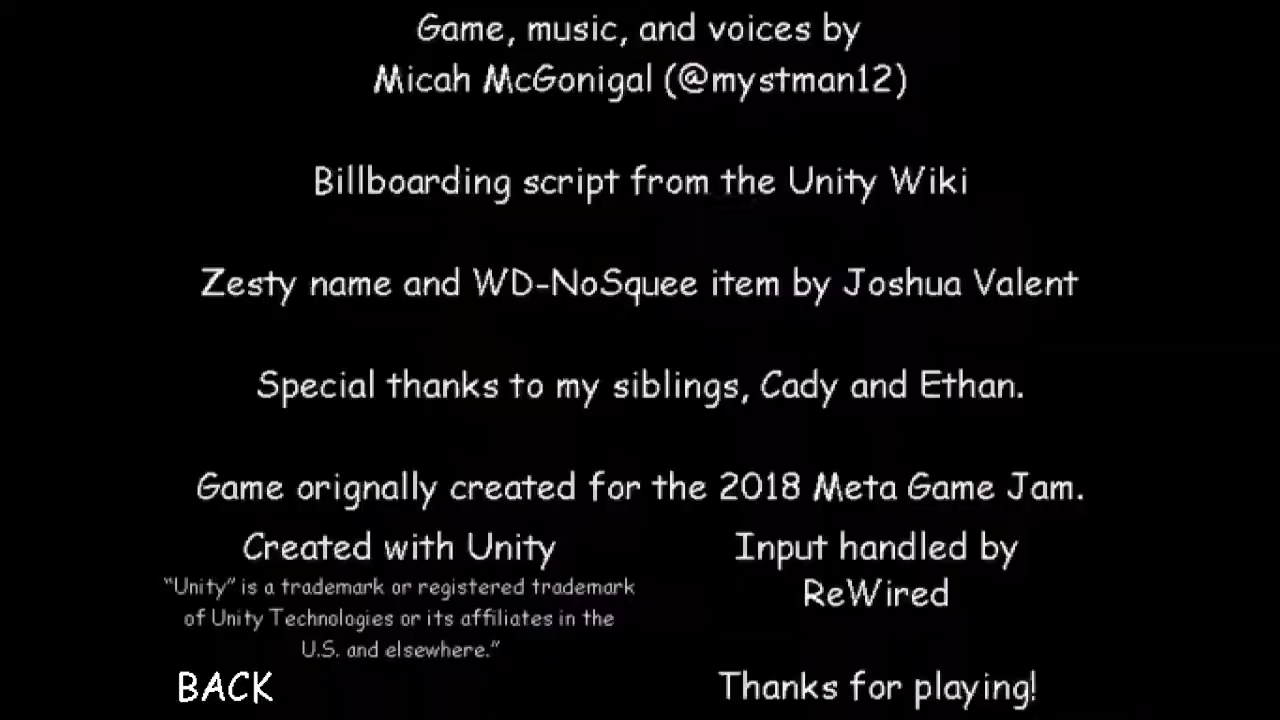 Game, music, and voices by
Micah McGonigal (@mystman12)
Billboarding script from the Unity Wiki
Zesty name and WD-NoSquee item by Joshua Valent
Special thanks to my siblings, Cady and Ethan.
Game orignally created for the 2018 Meta Game Jam.
Created with Unity
“Unity” is a trademark or registered trademark
of Unity Technologies or its affiliates in the
U.S. and elsewhere.”
Input handled by
ReWired
BACK
Thanks for playing!